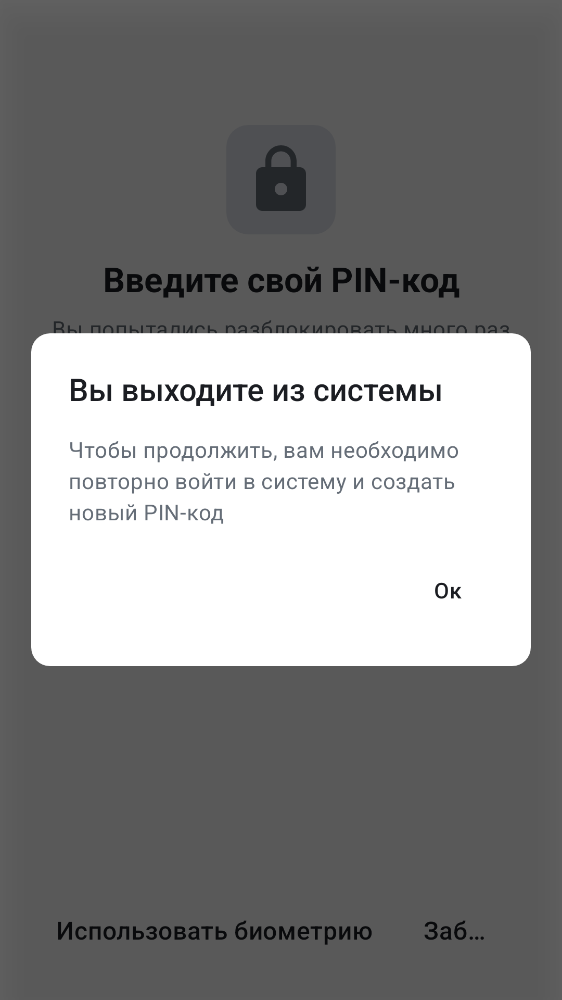 Введите свой PIN-код
Вы попытались разблокировать много раз
Вы выходите из системы
Чтобы продолжить, вам необходимо
повторно войти в систему и создать
новый PIN-код
Ок
Использовать биометрию
Заб...